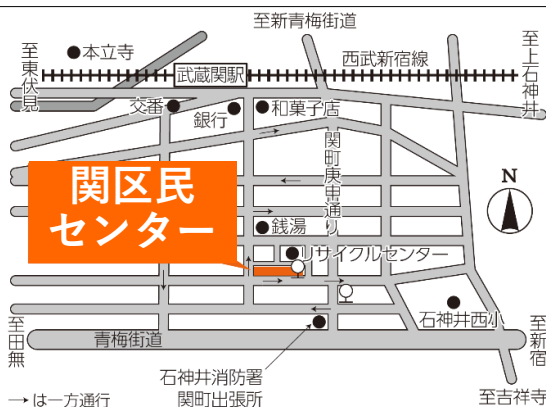 至新青梅街道
至東伏見
本立寺
武蔵関駅
西武新宿線
至上石神井
交番
銀行
和菓子店
関町庚申通り
N
関区民
センター
銭湯
リサイクルセンター
石神井西小
至田無
青梅街道
至新宿
石神井消防署
関町出張所
→は一方通行
至吉祥寺